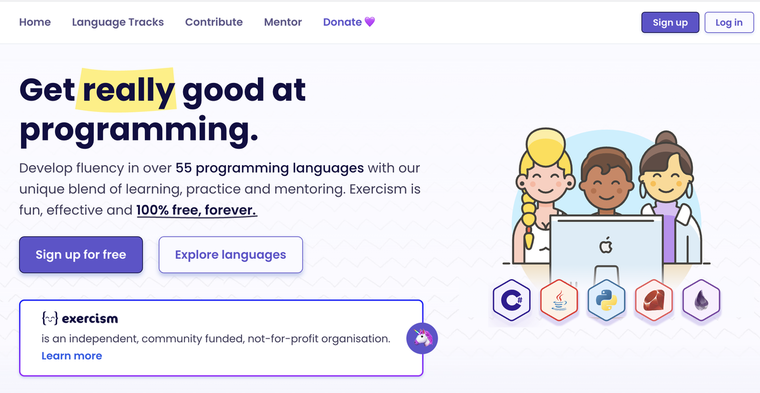 Home Language Tracks Contribute Mentor Donate 💜 Sign up Log in
Get really good at
programming.
Develop fluency in over 55 programming languages with our
unique blend of learning, practice and mentoring. Exercism is
fun, effective and 100% free, forever.
Sign up for free Explore languages
C#
{··} exercism
is an independent, community funded, not-for-profit organisation.
Learn more